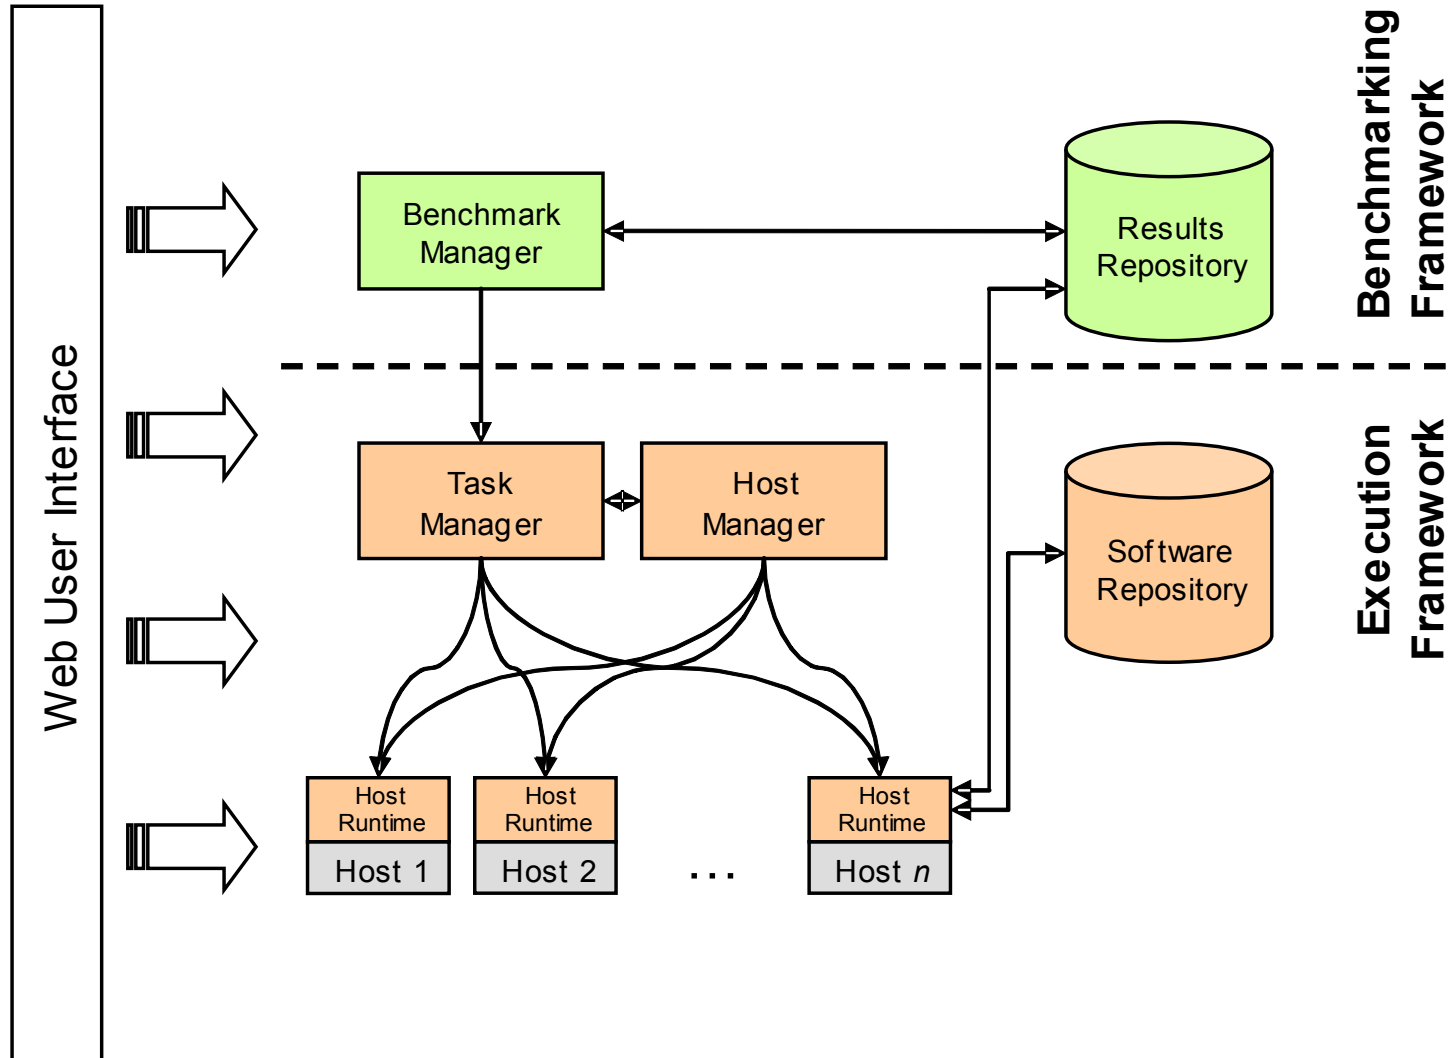 Web User Interface
Benchmark
Manager
Results
Repository
Benchmarking
Framework
Task
Manager
Host
Manager
Software
Repository
Execution
Framework
Host
Runtime
Host 1
Host
Runtime
Host 2
...
Host
Runtime
Host n